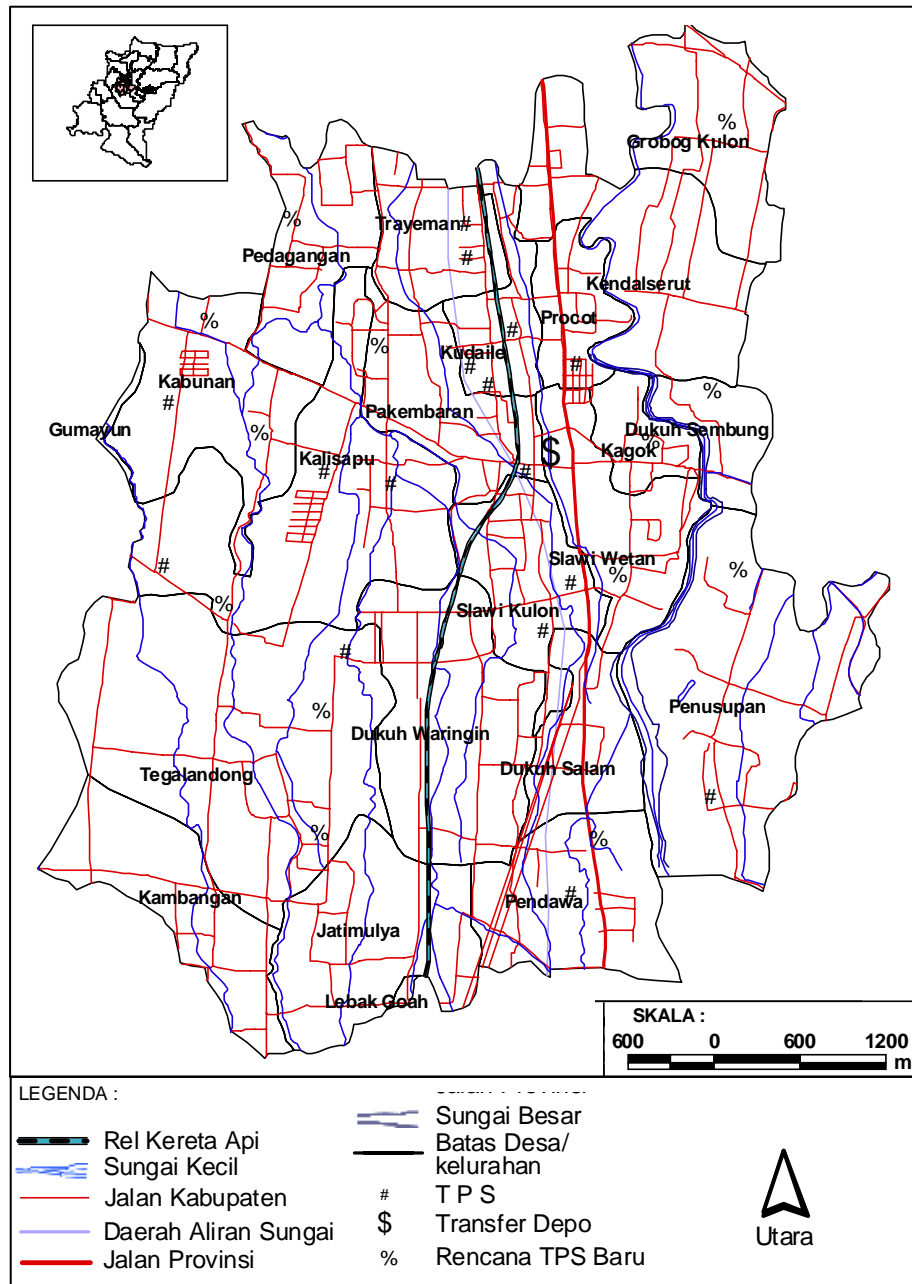 Grobog Kulon
%
%
Trayeman
#
#
Pedagangan
Kendalserut
%
Procot
#
%
Kudaile
#
#
#
Kabunan
#
Pakembaran
%
Gumayun
%
Dukuh Sembung
%
Kagok
Kalisapu
#
#
$
#
Slawi Wetan
#
%
#
%
%
Slawi Kulon
#
#
%
Penusupan
Dukuh Waringin
Tegalandong
Dukuh Salam
#
%
%
Kambangan
Pendawa
#
Jatimulya
Lebak Goah
SKALA :
600 0 600 1200
m
LEGENDA :
Rel Kereta Api
Sungai Kecil
Jalan Kabupaten
Daerah Aliran Sungai
Jalan Provinsi
Sungai Besar
Batas Desa/
kelurahan
# T P S
$ Transfer Depo
% Rencana TPS Baru
Utara